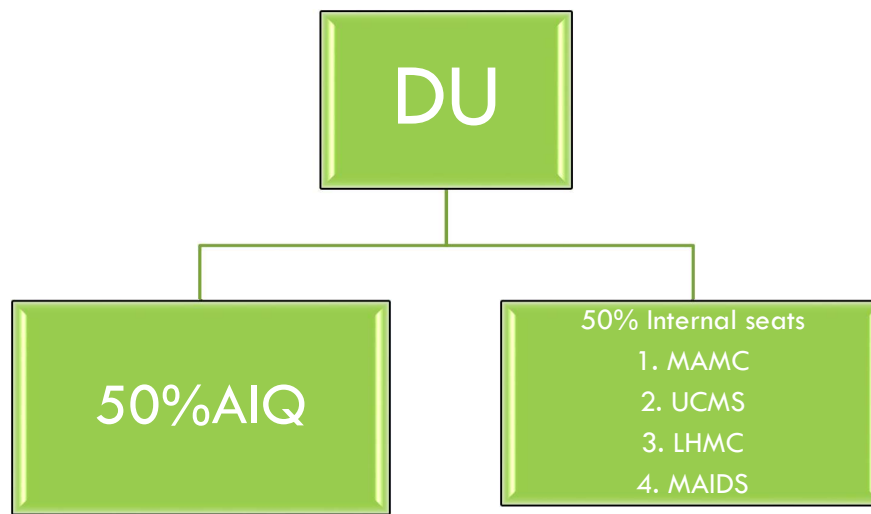 DU
50%AIQ
50% Internal seats
1. MAMC
2. UCMS
3. LHMC
4. MAIDS